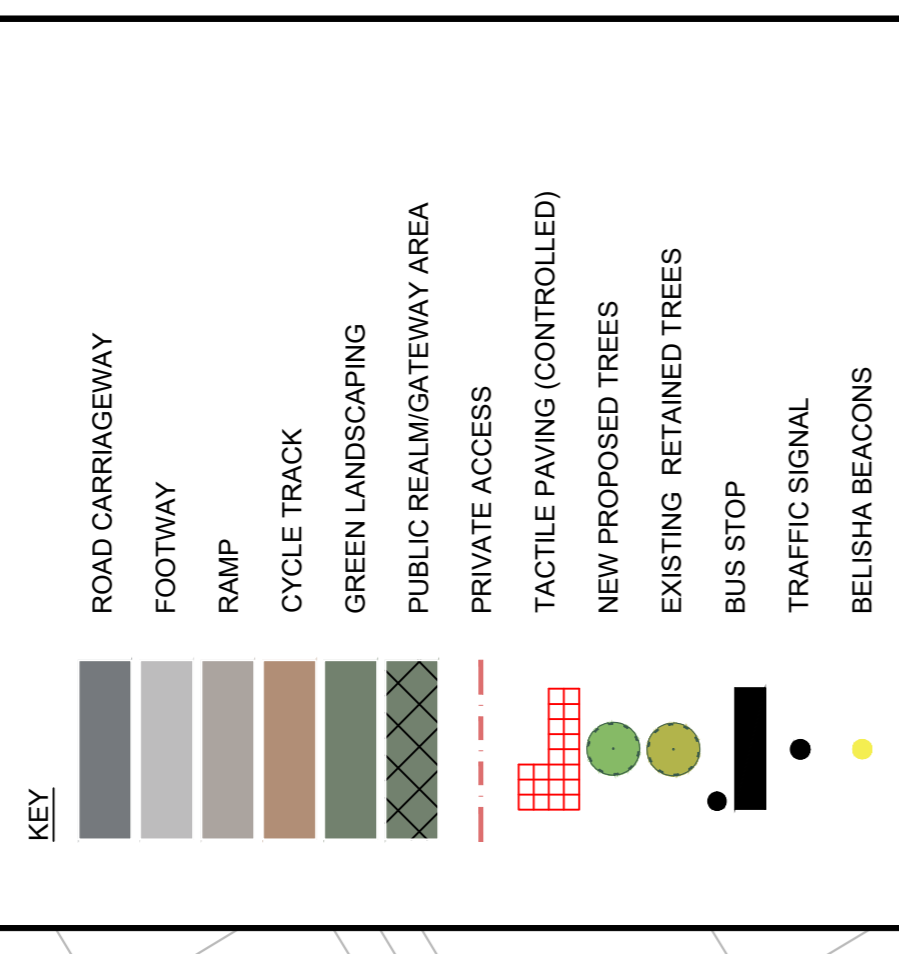 KEY
ROAD CARRIAGEWAY
FOOTWAY
RAMP
CYCLE TRACK
GREEN LANDSCAPING
PUBLIC REALM/GATEWAY AREA
PRIVATE ACCESS
TACTILE PAVING (CONTROLLED)
NEW PROPOSED TREES
EXISTING RETAINED TREES
BUS STOP
TRAFFIC SIGNAL
BELISHA BEACONS